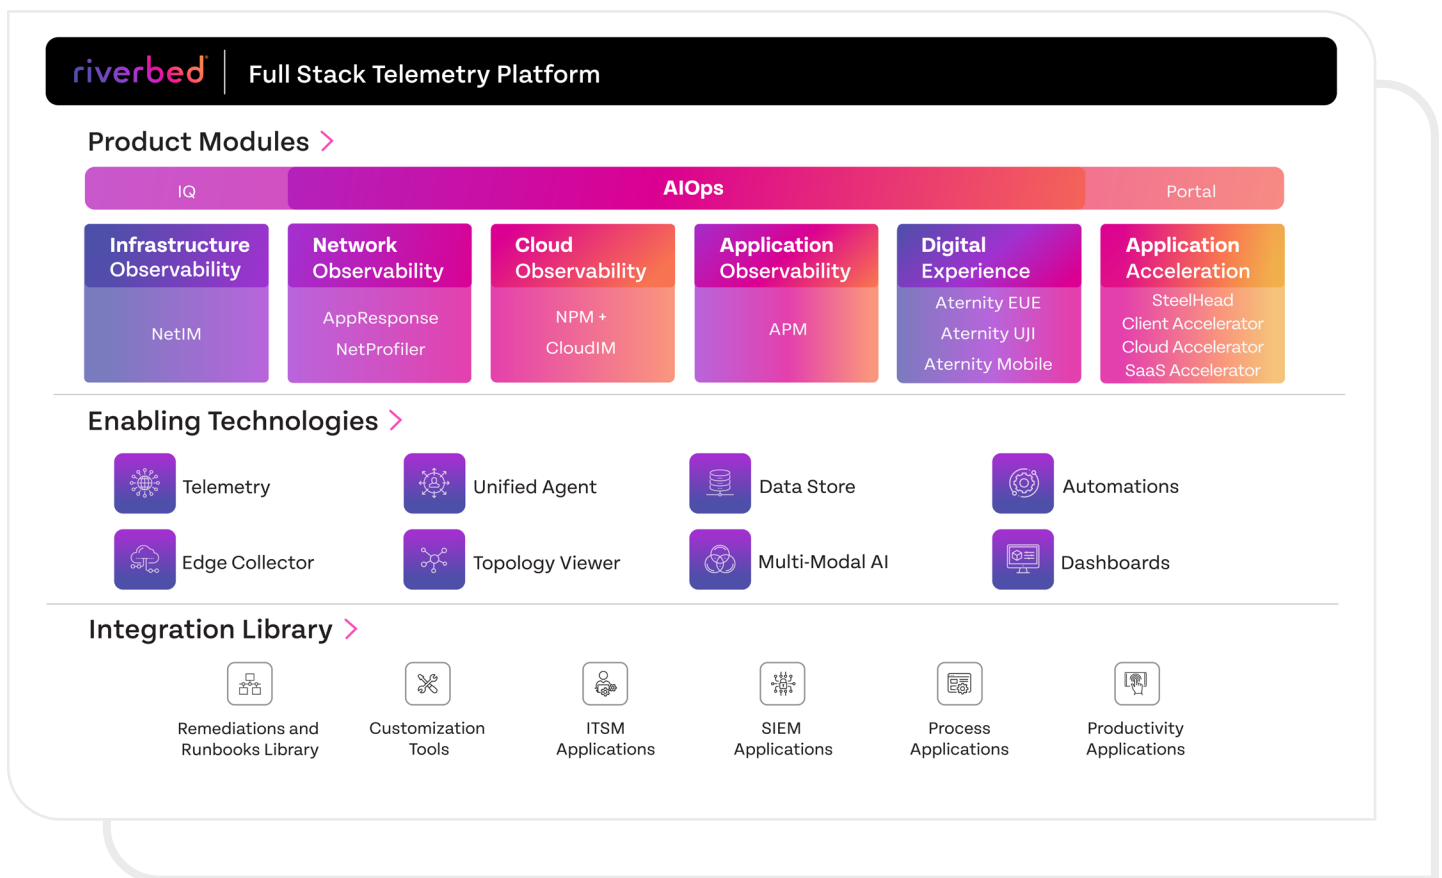 riverbed
Full Stack Telemetry Platform
Product Modules
IQ
AIOps
Portal
Infrastructure
Observability
NetIM
Network
Observability
AppResponse
NetProfiler
Cloud
Observability
NPM +
CloudIM
Application
Observability
APM
Digital
Experience
Aternity EUE
Aternity UJI
Aternity Mobile
Application
Acceleration
SteelHead
Client Accelerator
Cloud Accelerator
SaaS Accelerator
Enabling Technologies
Telemetry
Unified Agent
Data Store
Automations
Edge Collector
Topology Viewer
Multi-Modal AI
Dashboards
Integration Library
Remediations and
Runbooks Library
Customization
Tools
ITSM
Applications
SIEM
Applications
Process
Applications
Productivity
Applications